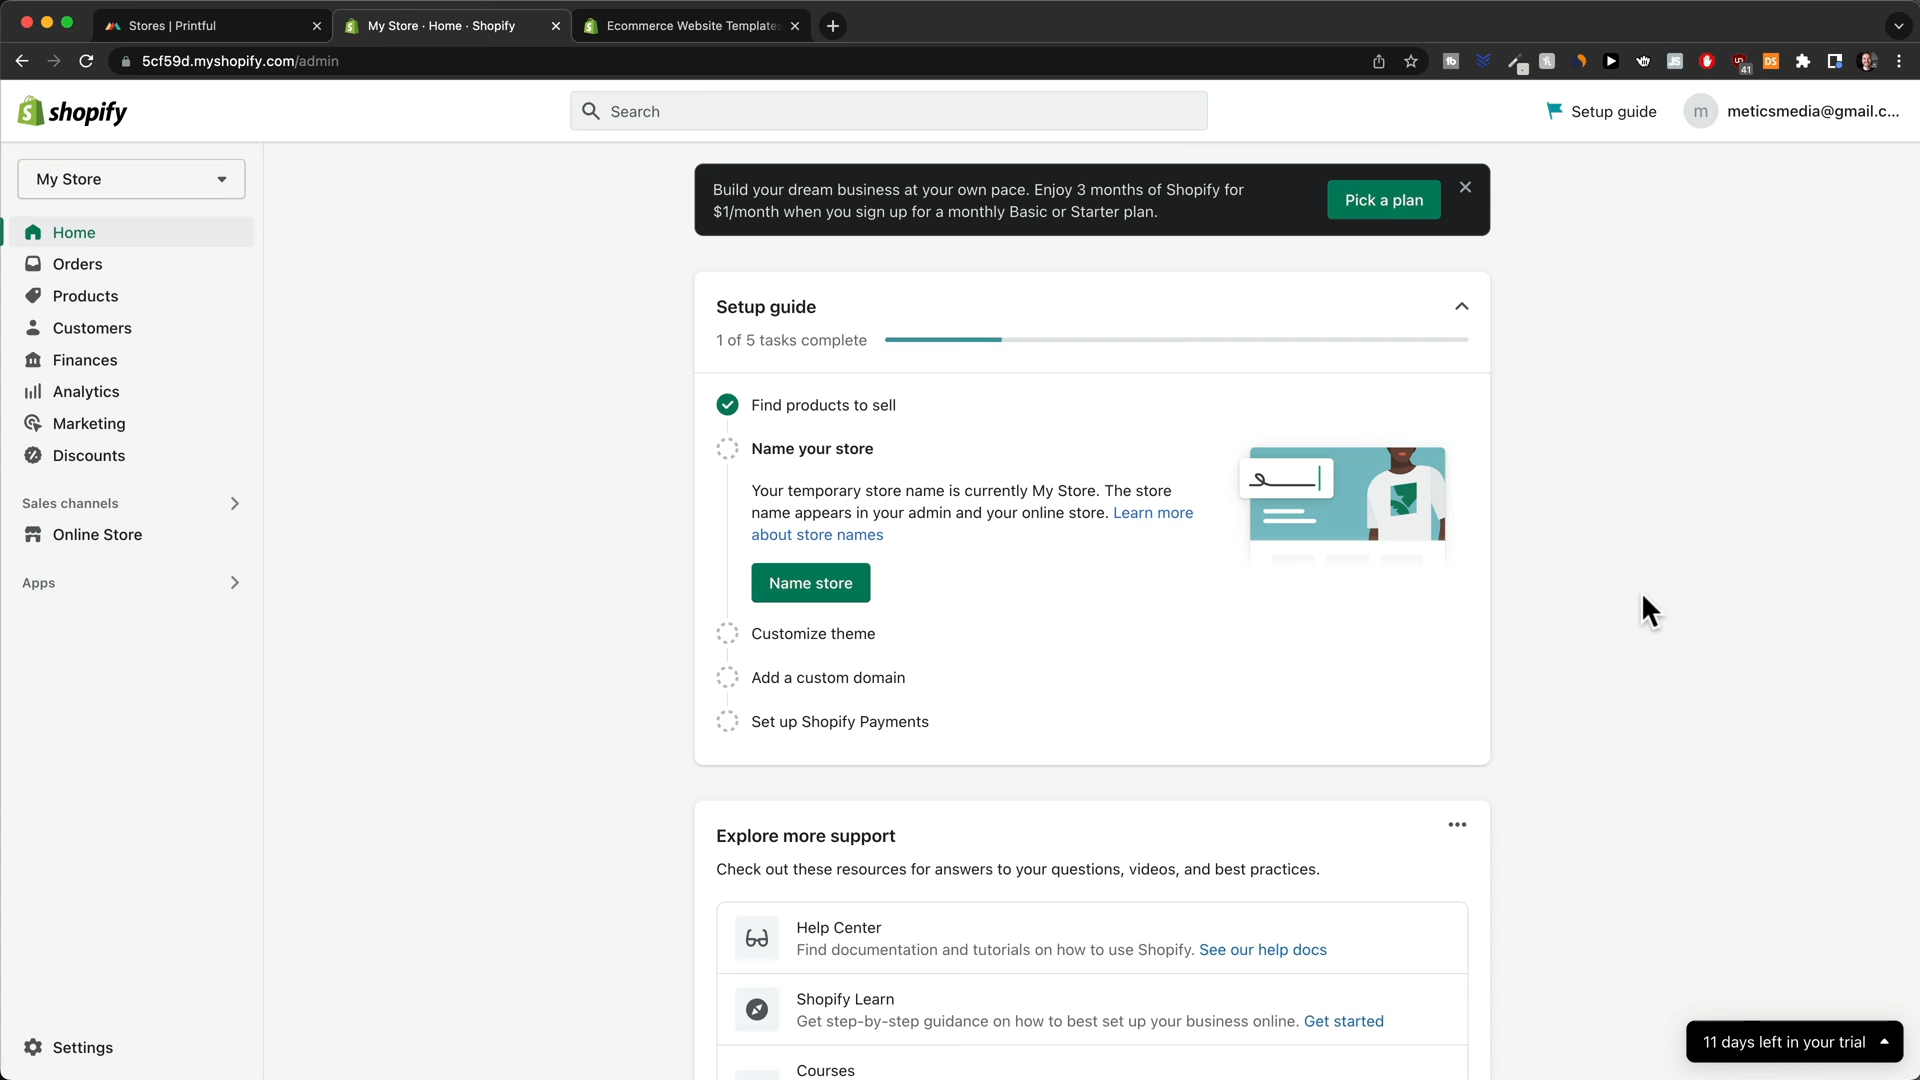 Stores | Printful
My Store · Home · Shopify
Ecommerce Website Templates
5cf59d.myshopify.com/admin
41
shopify
Search
Setup guide
m
meticsmedia@gmail.c...
My Store
Home
Orders
Products
Customers
Finances
Analytics
Marketing
Discounts
Sales channels
Online Store
Apps
Settings
Build your dream business at your own pace. Enjoy 3 months of Shopify for
$1/month when you sign up for a monthly Basic or Starter plan.
Pick a plan
Setup guide
1 of 5 tasks complete
Find products to sell
Name your store
Your temporary store name is currently My Store. The store
name appears in your admin and your online store. Learn more
about store names
Name store
Customize theme
Add a custom domain
Set up Shopify Payments
Explore more support
Check out these resources for answers to your questions, videos, and best practices.
Help Center
Find documentation and tutorials on how to use Shopify. See our help docs
Shopify Learn
Get step-by-step guidance on how to best set up your business online. Get started
Courses
11 days left in your trial